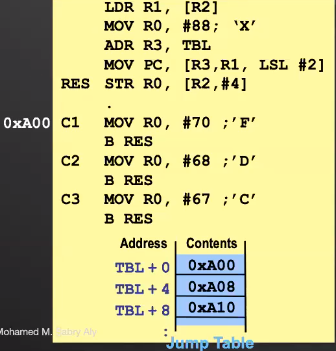 LDR R1, [R2]
MOV R0, #88; 'X'
ADR R3, TBL
MOV PC, [R3,R1, LSL #2]
RES STR R0, [R2,#4]
.
0xA00 C1 MOV R0, #70 ;'F'
B RES
C2 MOV R0, #68 ;'D'
B RES
C3 MOV R0, #67 ;'C'
B RES
Address Contents
TBL + 0 0xA00
TBL + 4 0xA08
TBL + 8 0xA10
:
Mohamed M. Sabry Aly
Jump Table